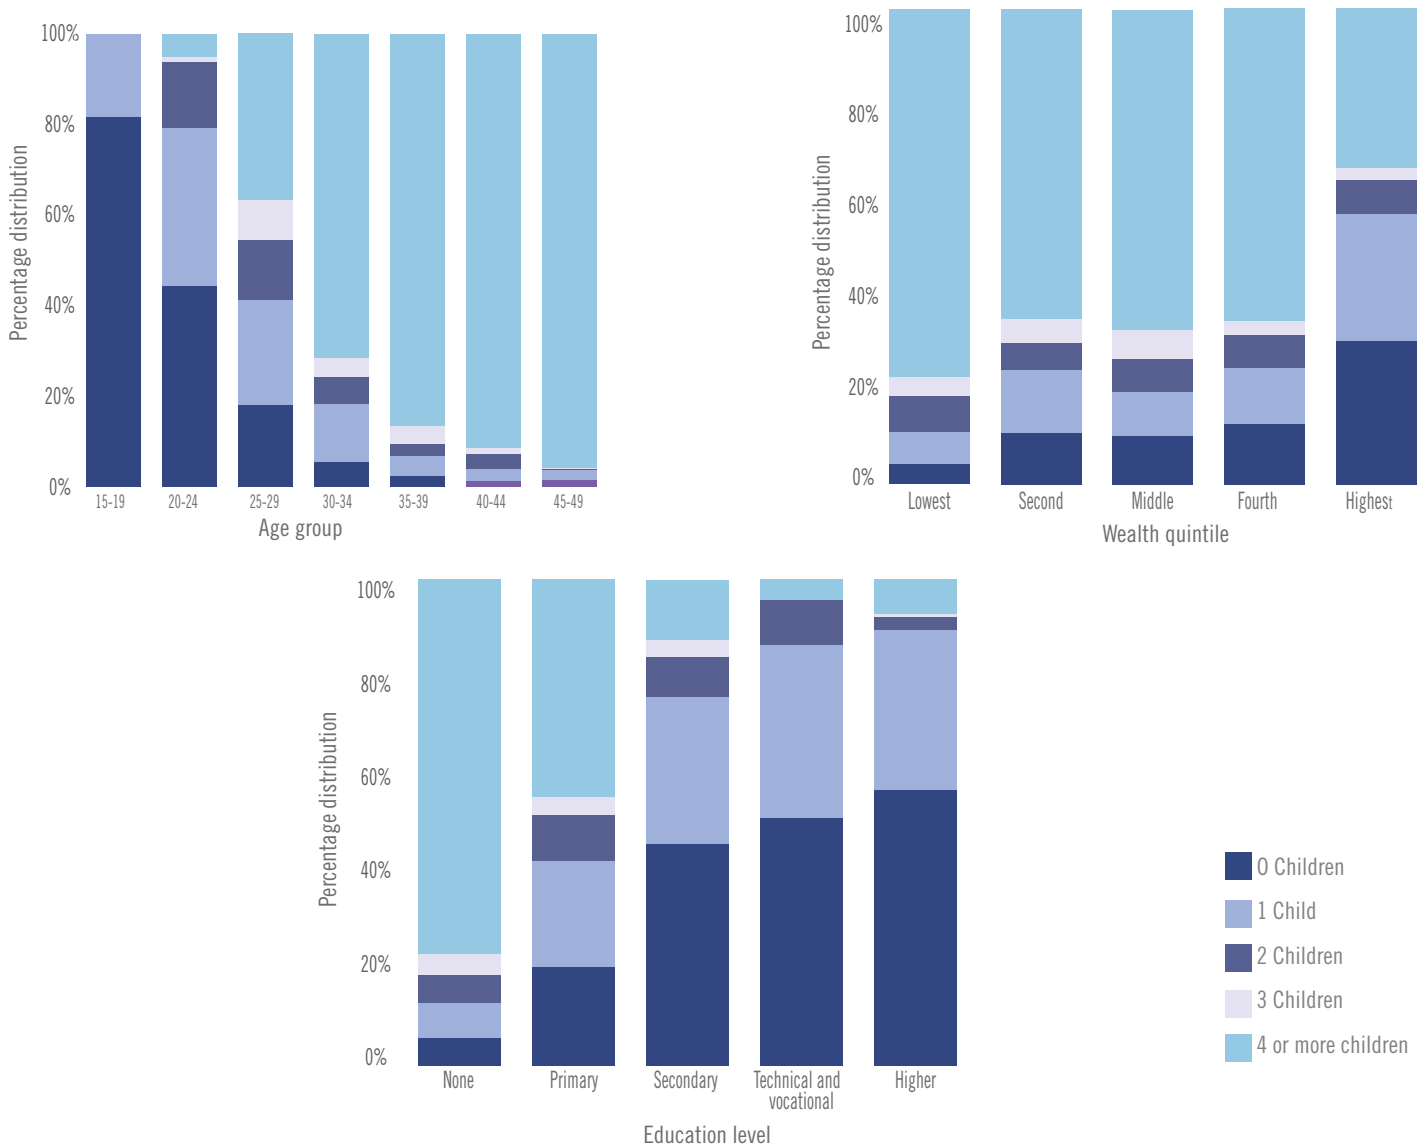 100%
80%
60%
40%
20%
0%
Percentage distribution
15-19 20-24 25-29 30-34 35-39 40-44 45-49
Age group
100%
80%
60%
40%
20%
0%
Percentage distribution
Lowest Second Middle Fourth Highest
Wealth quintile
100%
80%
60%
40%
20%
0%
Percentage distribution
None Primary Secondary Technical and Higher
vocational
Education level
0 Children
1 Child
2 Children
3 Children
4 or more children